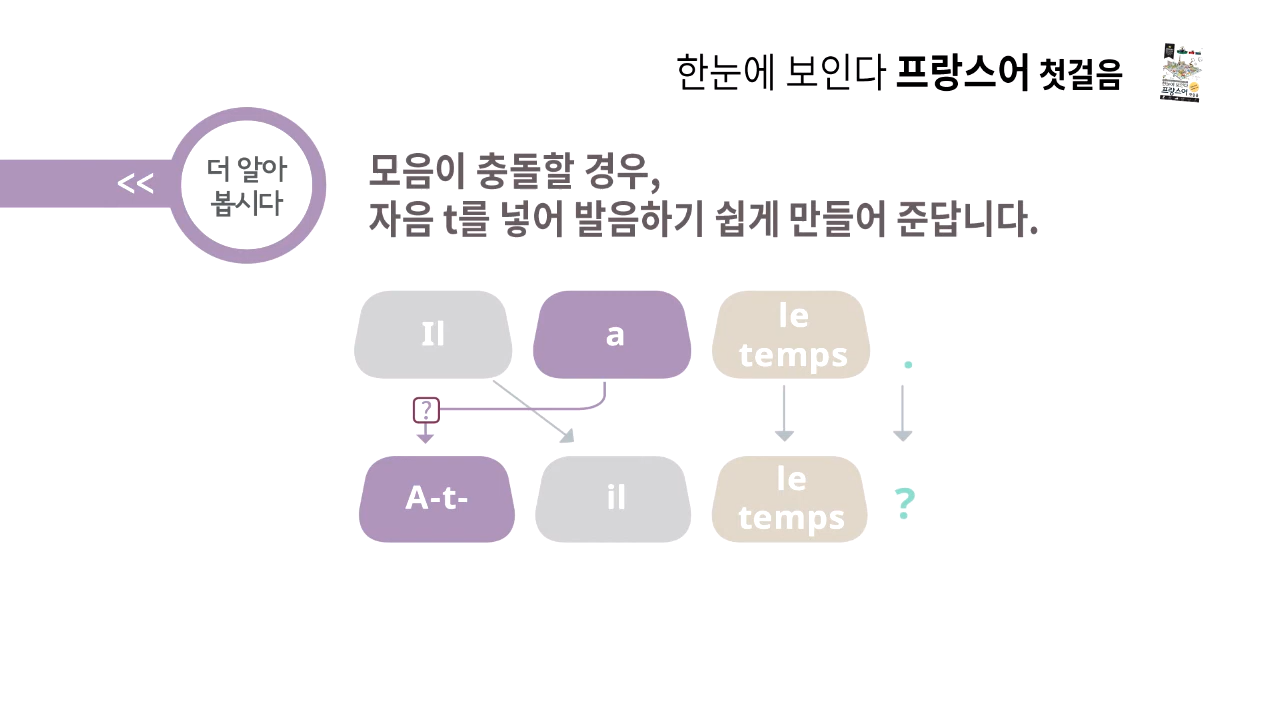 한눈에 보인다 프랑스어 첫걸음
<<
더 알아
봅시다
모음이 충돌할 경우,
자음 t를 넣어 발음하기 쉽게 만들어 준답니다.
Il a le temps .
?
A-t- il le temps ?